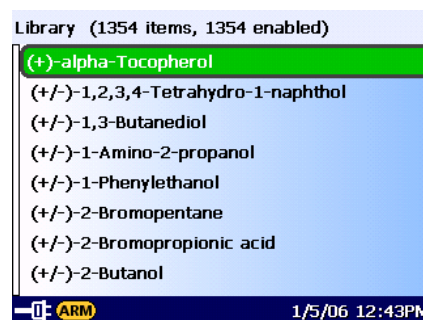 Library (1354 items, 1354 enabled)
(+)-alpha-Tocopherol
(+/-)-1,2,3,4-Tetrahydro-1-naphthol
(+/-)-1,3-Butanediol
(+/-)-1-Amino-2-propanol
(+/-)-1-Phenylethanol
(+/-)-2-Bromopentane
(+/-)-2-Bromopropionic acid
(+/-)-2-Butanol
ARM 1/5/06 12:43PM